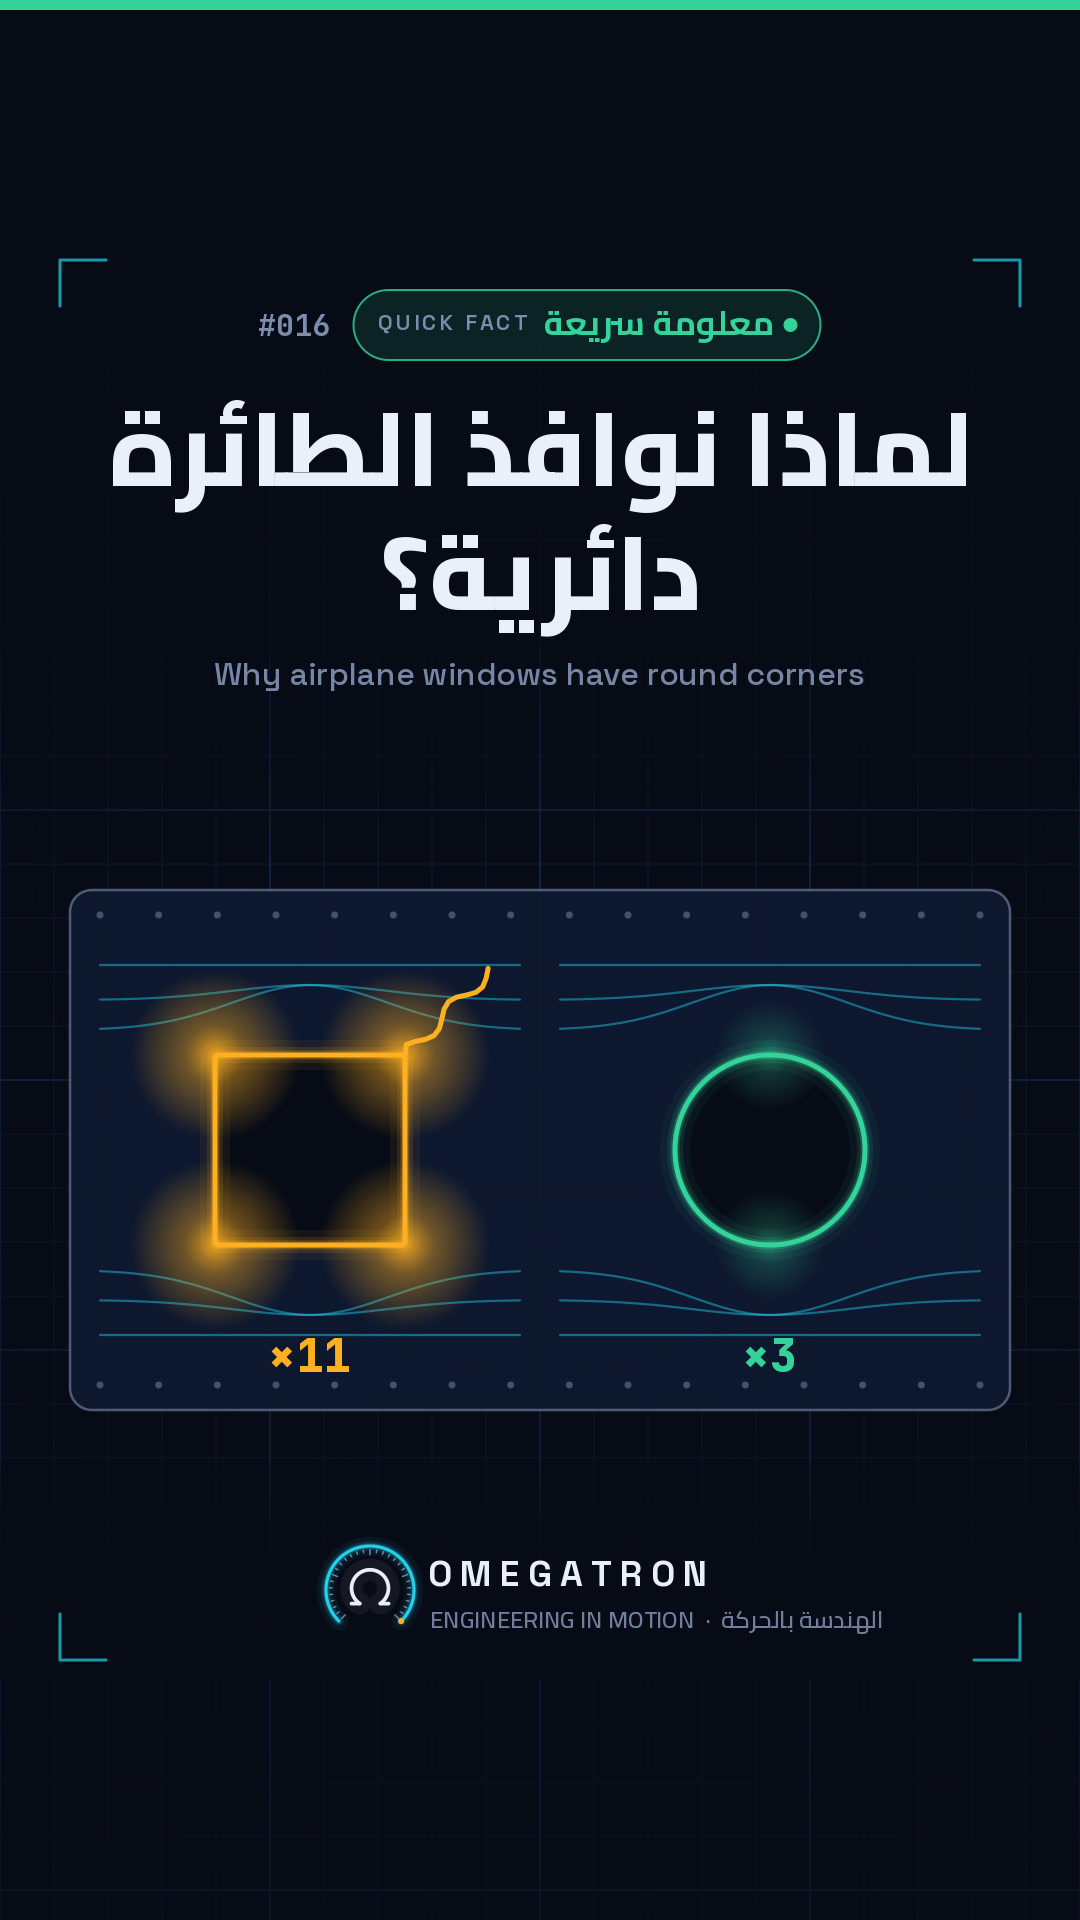 #016 QUICK FACT معلومة سريعة
لماذا نوافذ الطائرة
دائرية؟
Why airplane windows have round corners
×11
×3
OMEGATRON
ENGINEERING IN MOTION · الهندسة بالحركة